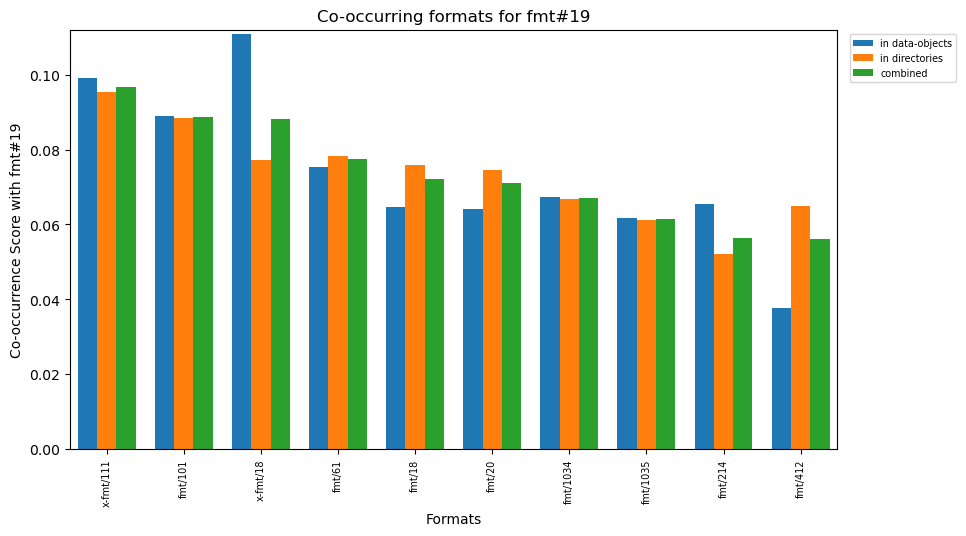 Co-occurring formats for fmt#19
in data-objects
in directories
combined
Co-occurrence Score with fmt#19
0.10
0.08
0.06
0.04
0.02
0.00
x-fmt/111
fmt/101
x-fmt/18
fmt/61
fmt/18
fmt/20
fmt/1034
fmt/1035
fmt/214
fmt/412
Formats